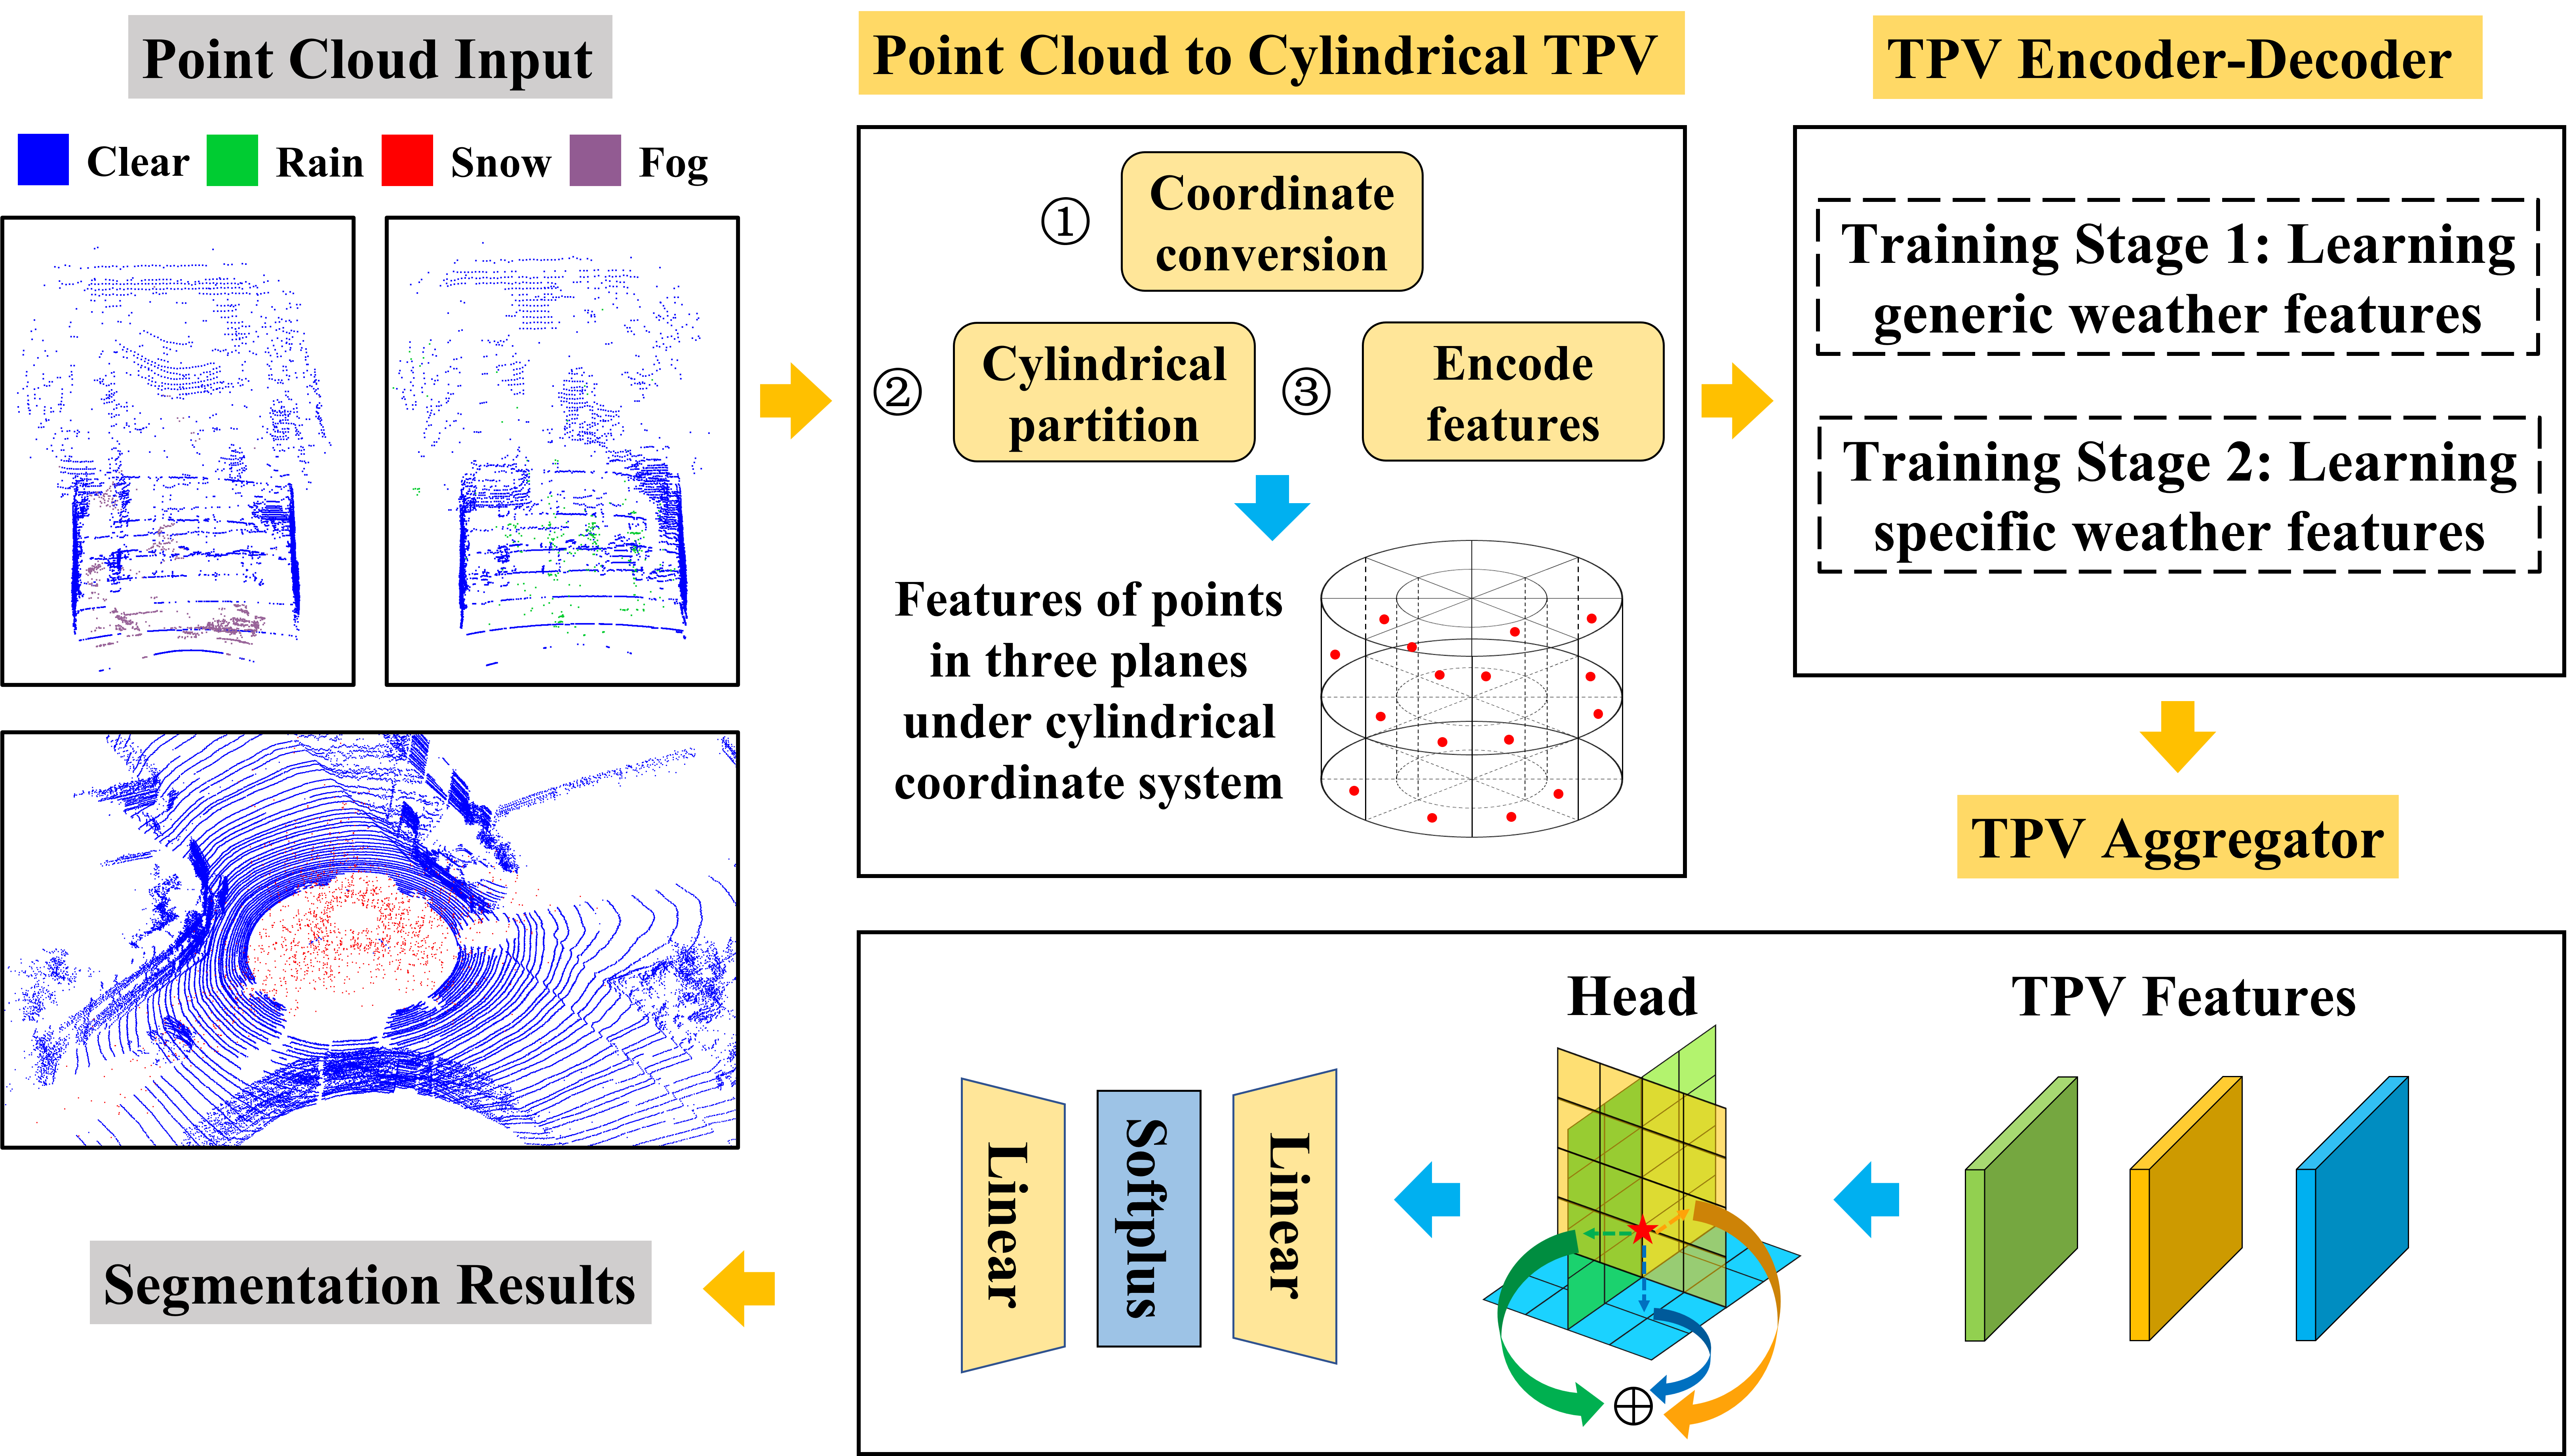 Point Cloud Input
Clear Rain Snow Fog
Point Cloud to Cylindrical TPV
①
Coordinate
conversion
②
Cylindrical
partition
③
Encode
features
Features of points
in three planes
under cylindrical
coordinate system
TPV Encoder-Decoder
Training Stage 1: Learning
generic weather features
Training Stage 2: Learning
specific weather features
TPV Aggregator
TPV Features
Head
Linear
Softplus
Linear
Segmentation Results